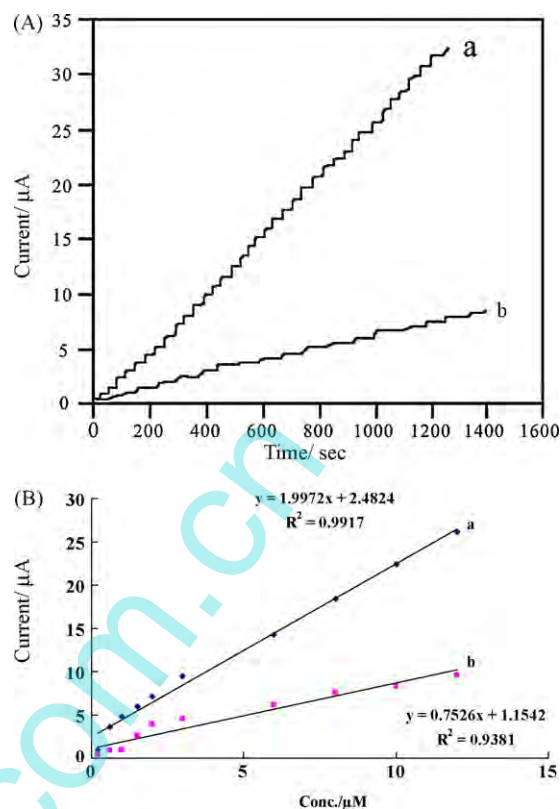 (A)
35
30
25
20
15
10
5
0
Current/ µA
a
b
0 200 400 600 800 1000 1200 1400 1600
Time/ sec
(B)
y = 1.9972x + 2.4824
R² = 0.9917
30
25
20
15
10
5
0
Current/ µA
a
b
y = 0.7526x + 1.1542
R² = 0.9381
0 5 10 15
Conc./µM
com.cn